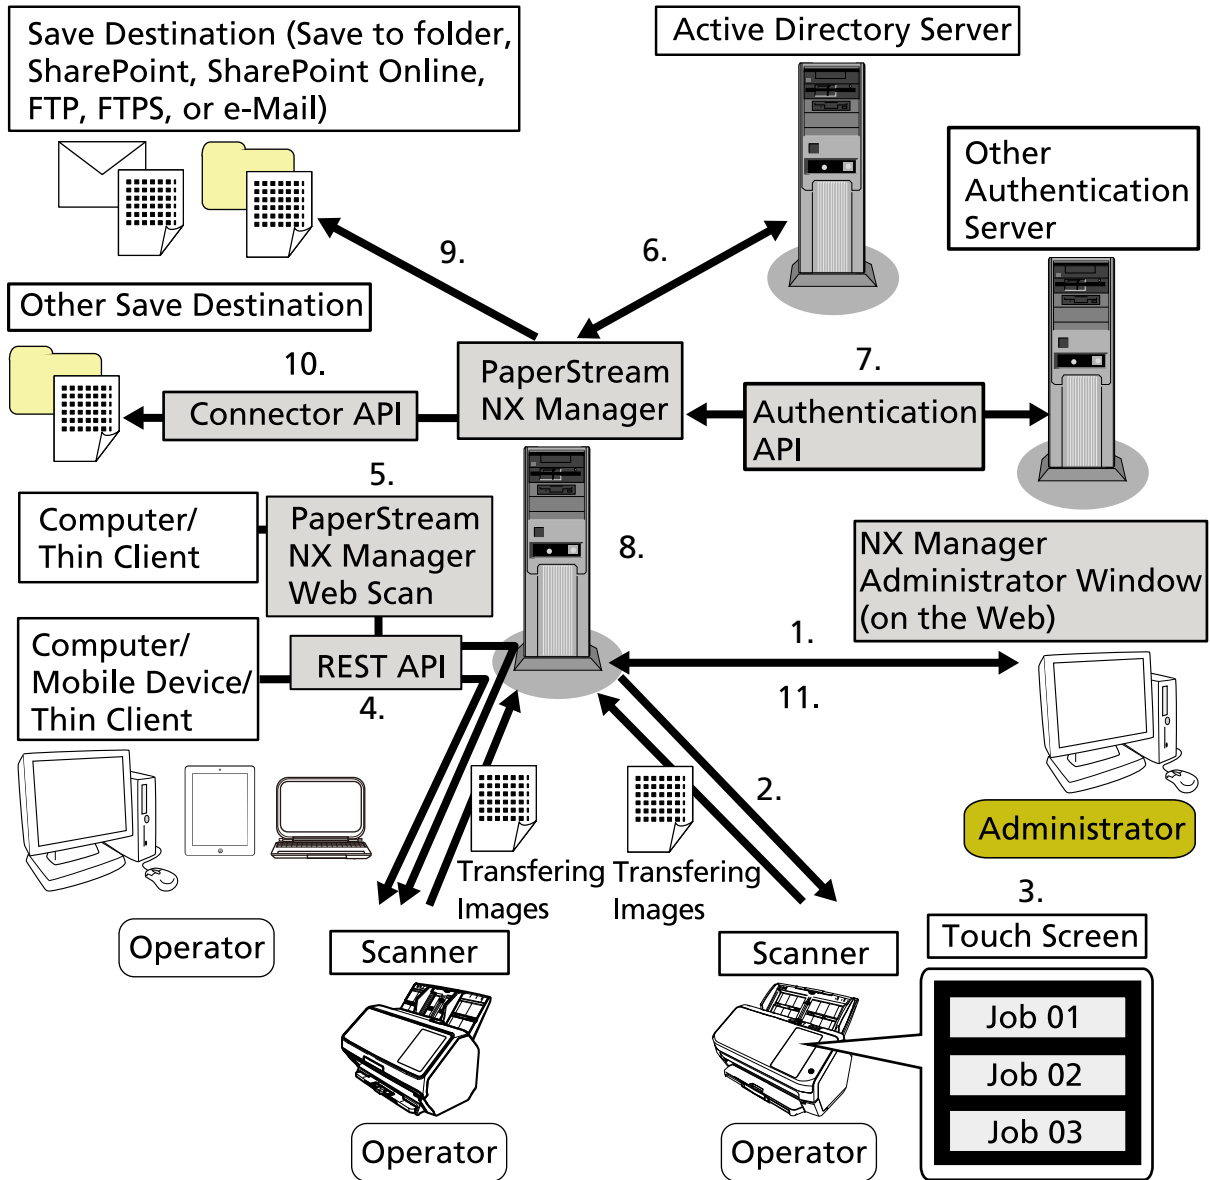 Save Destination (Save to folder,
SharePoint, SharePoint Online,
FTP, FTPS, or e-Mail)
Active Directory Server
Other
Authentication
Server
9.
6.
Other Save Destination
10.
Connector API
PaperStream
NX Manager
7.
Authentication
API
5.
Computer/
Thin Client
PaperStream
NX Manager
Web Scan
8.
NX Manager
Administrator Window
(on the Web)
Computer/
Mobile Device/
Thin Client
REST API
4.
1.
11.
2.
Administrator
Transfering
Images
Transfering
Images
3.
Operator
Scanner
Scanner
Touch Screen
Job 01
Job 02
Job 03
Operator
Operator